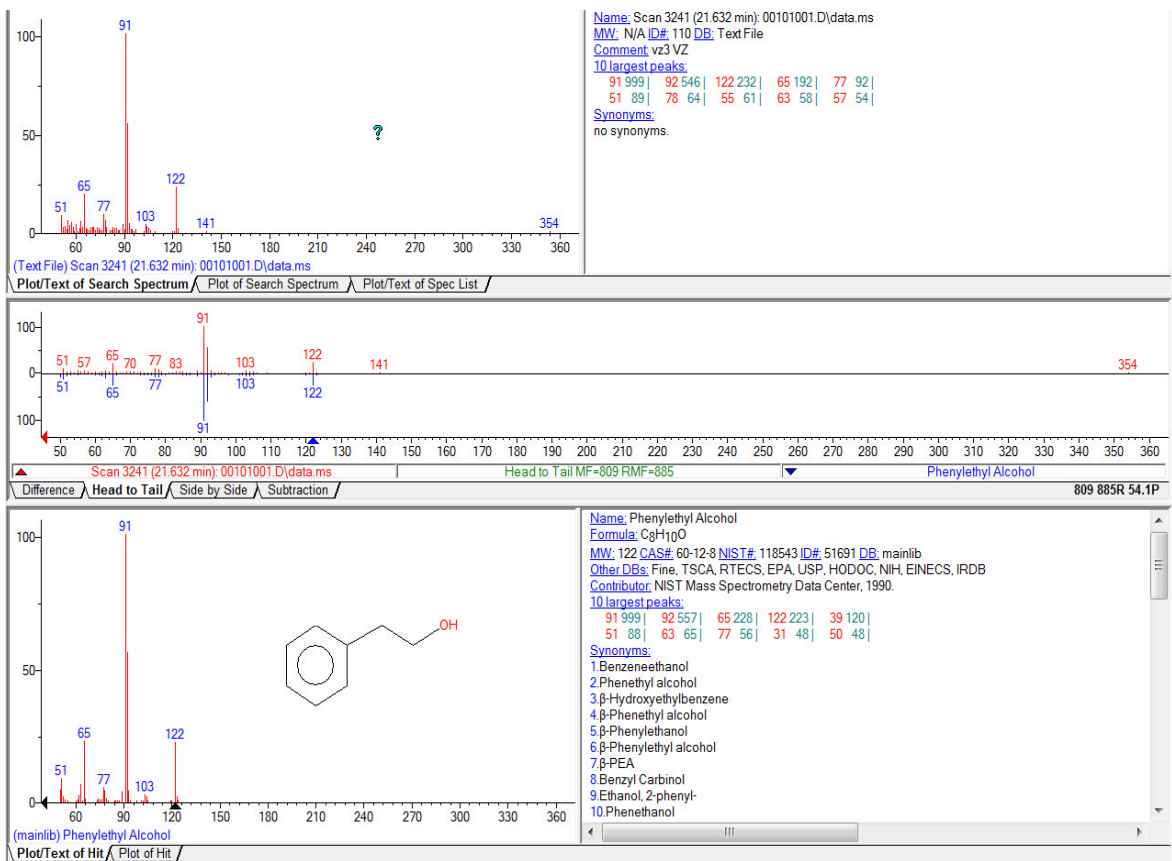 Name: Scan 3241 (21.632 min): 00101001.D\data.ms
MW: N/A ID#: 110 DB: Text File
Comment: vz3 VZ
10 largest peaks:
91 999 | 92 546 | 122 232 | 65 192 | 77 92 |
51 89 | 78 64 | 55 61 | 63 58 | 57 54 |
Synonyms:
no synonyms.
100
50
0
91
?
65
122
51
77
103
141
354
60 90 120 150 180 210 240 270 300 330 360
(Text File) Scan 3241 (21.632 min): 00101001.D\data.ms
Plot/Text of Search Spectrum Plot of Search Spectrum Plot/Text of Spec List
91
100
51 57 65 70 77 83 103 122 141 354
0
51 65 77 103 122
100
91
50 60 70 80 90 100 110 120 130 140 150 160 170 180 190 200 210 220 230 240 250 260 270 280 290 300 310 320 330 340 350 360
Scan 3241 (21.632 min): 00101001.D\data.ms Head to Tail MF=809 RMF=885 Phenylethyl Alcohol
Difference Head to Tail Side by Side Subtraction 809 885R 54.1P
100
50
0
91
OH
65
122
51
77
103
60 90 120 150 180 210 240 270 300 330 360
(mainlib) Phenylethyl Alcohol
Name: Phenylethyl Alcohol
Formula: C8H10O
MW: 122 CAS#: 60-12-8 NIST#: 118543 ID#: 51691 DB: mainlib
Other DBs: Fine, TSCA, RTECS, EPA, USP, HODOC, NIH, EINECS, IRDB
Contributor: NIST Mass Spectrometry Data Center, 1990.
10 largest peaks:
91 999 | 92 557 | 65 228 | 122 223 | 39 120 |
51 88 | 63 65 | 77 56 | 31 48 | 50 48 |
Synonyms:
1.Benzeneethanol
2.Phenethyl alcohol
3.β-Hydroxyethylbenzene
4.β-Phenethyl alcohol
5.β-Phenylethanol
6.β-Phenylethyl alcohol
7.β-PEA
8.Benzyl Carbinol
9.Ethanol, 2-phenyl-
10.Phenethanol
Plot/Text of Hit Plot of Hit